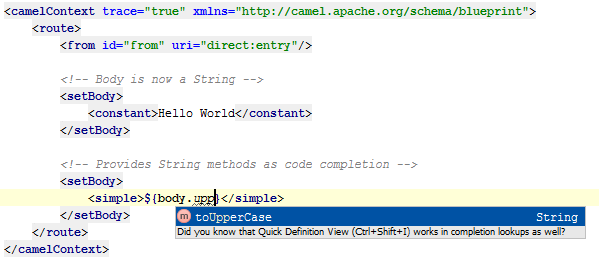 <camelContext trace="true" xmlns="http://camel.apache.org/schema/blueprint">
<route>
<from id="from" uri="direct:entry"/>
<!-- Body is now a String -->
<setBody>
<constant>Hello World</constant>
</setBody>
<!-- Provides String methods as code completion -->
<setBody>
<simple>${body.upp}</simple>
m toUpperCase String
</setBody>
Did you know that Quick Definition View (Ctrl+Shift+I) works in completion lookups as well?
</route>
</camelContext>